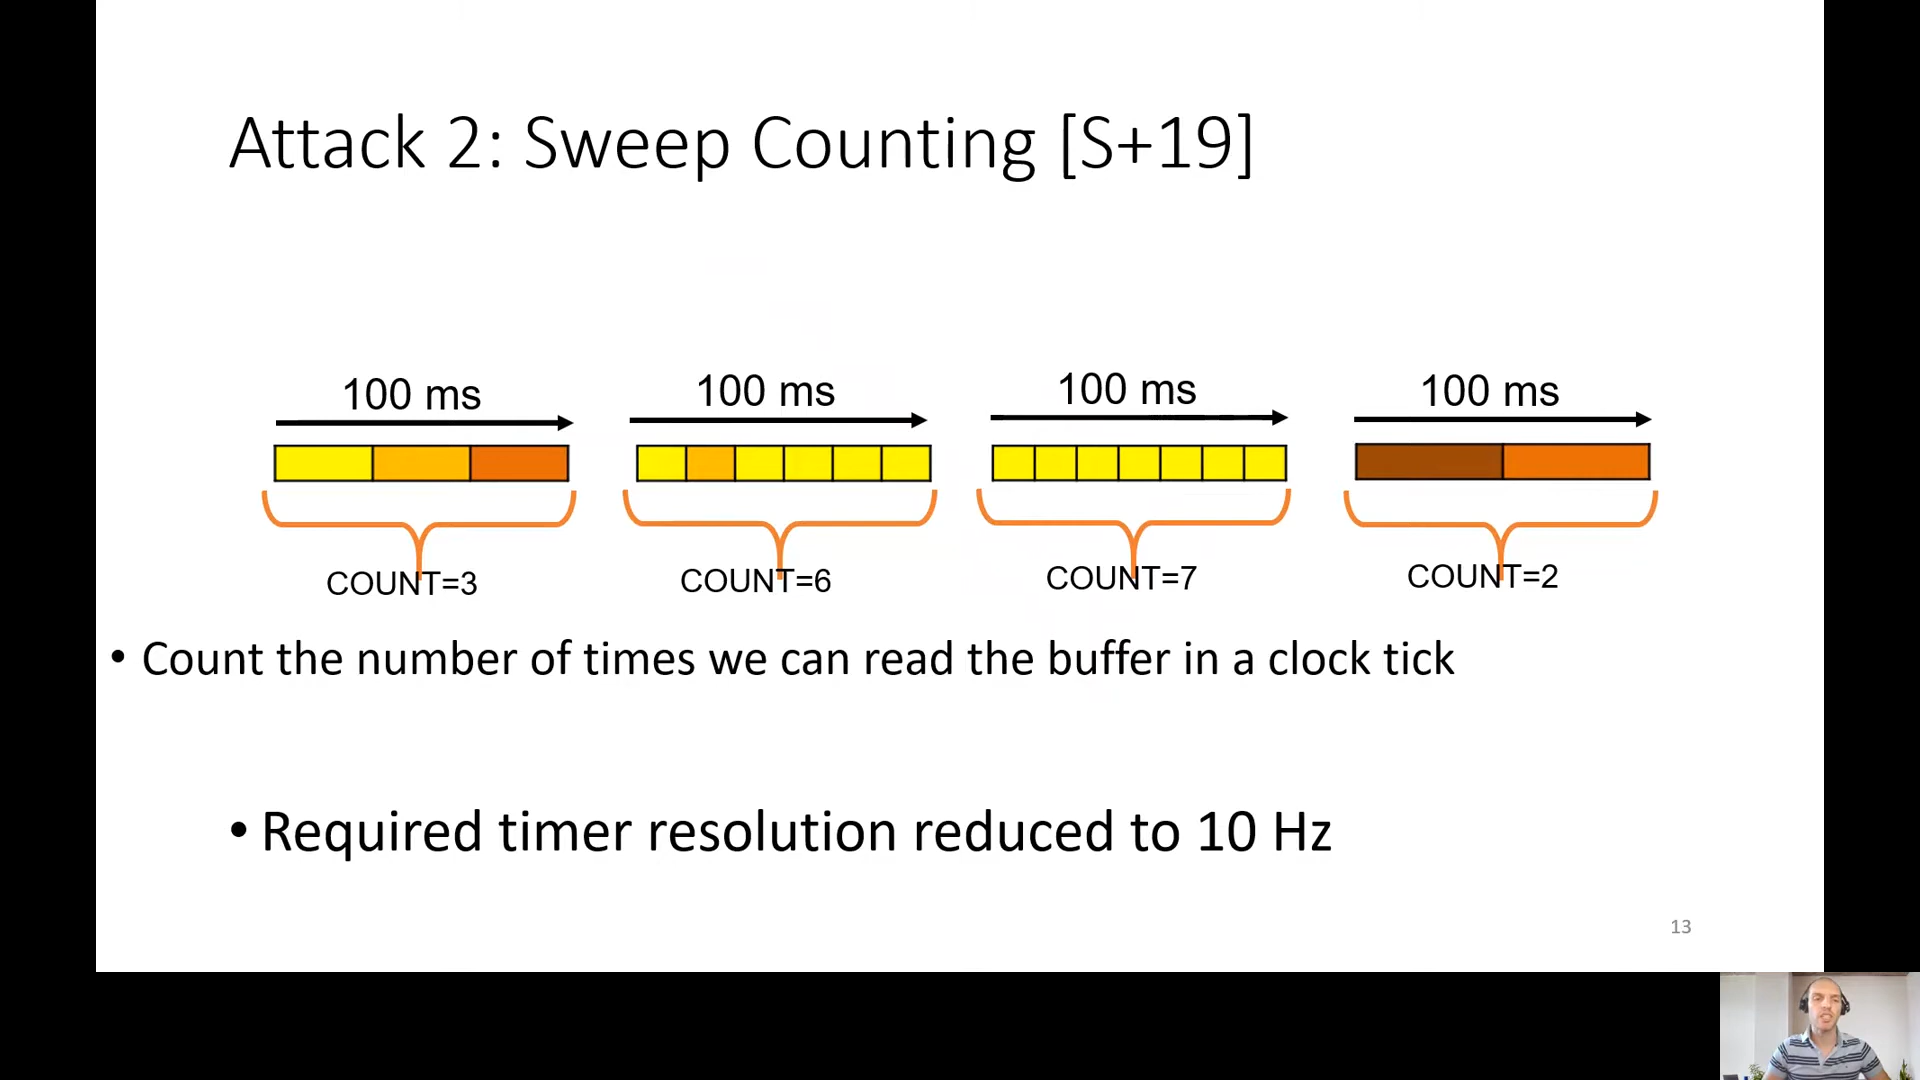 Attack 2: Sweep Counting [S+19]
100 ms 100 ms 100 ms 100 ms
COUNT=3 COUNT=6 COUNT=7 COUNT=2
• Count the number of times we can read the buffer in a clock tick
• Required timer resolution reduced to 10 Hz
13